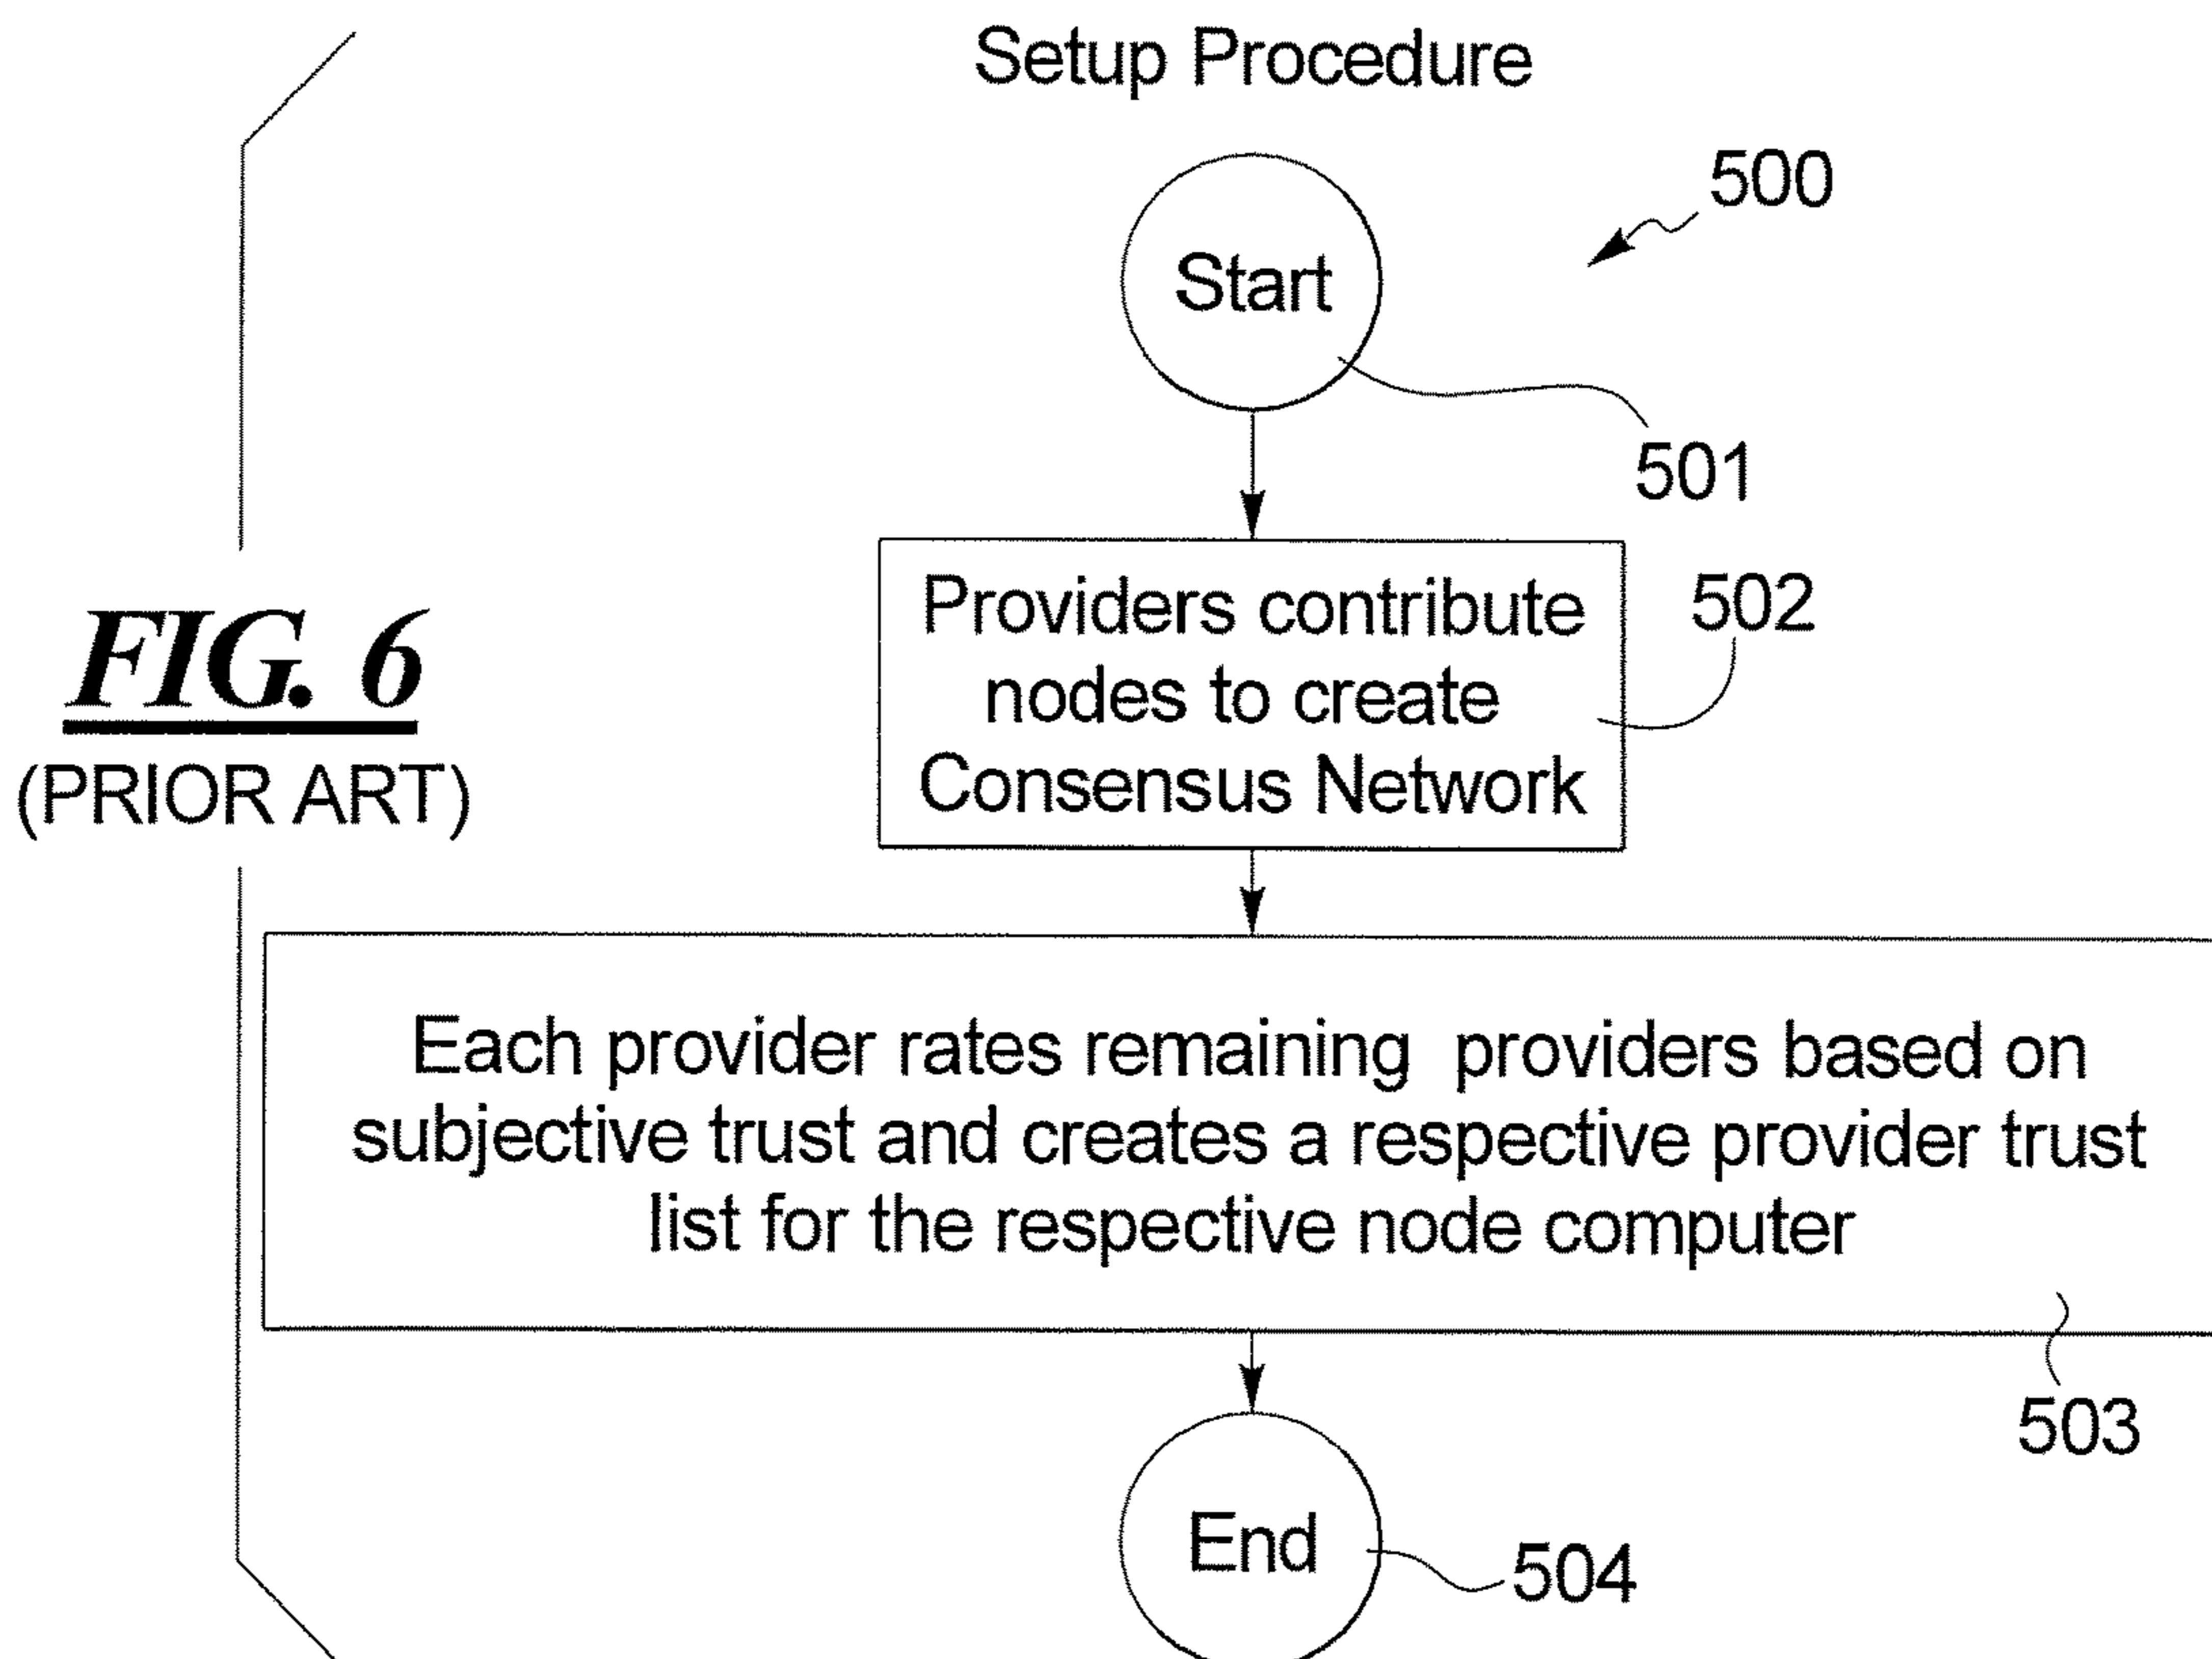 Setup Procedure
500
Start
501
Providers contribute
nodes to create
Consensus Network
502
FIG. 6
(PRIOR ART)
Each provider rates remaining providers based on
subjective trust and creates a respective provider trust
list for the respective node computer
503
End
504